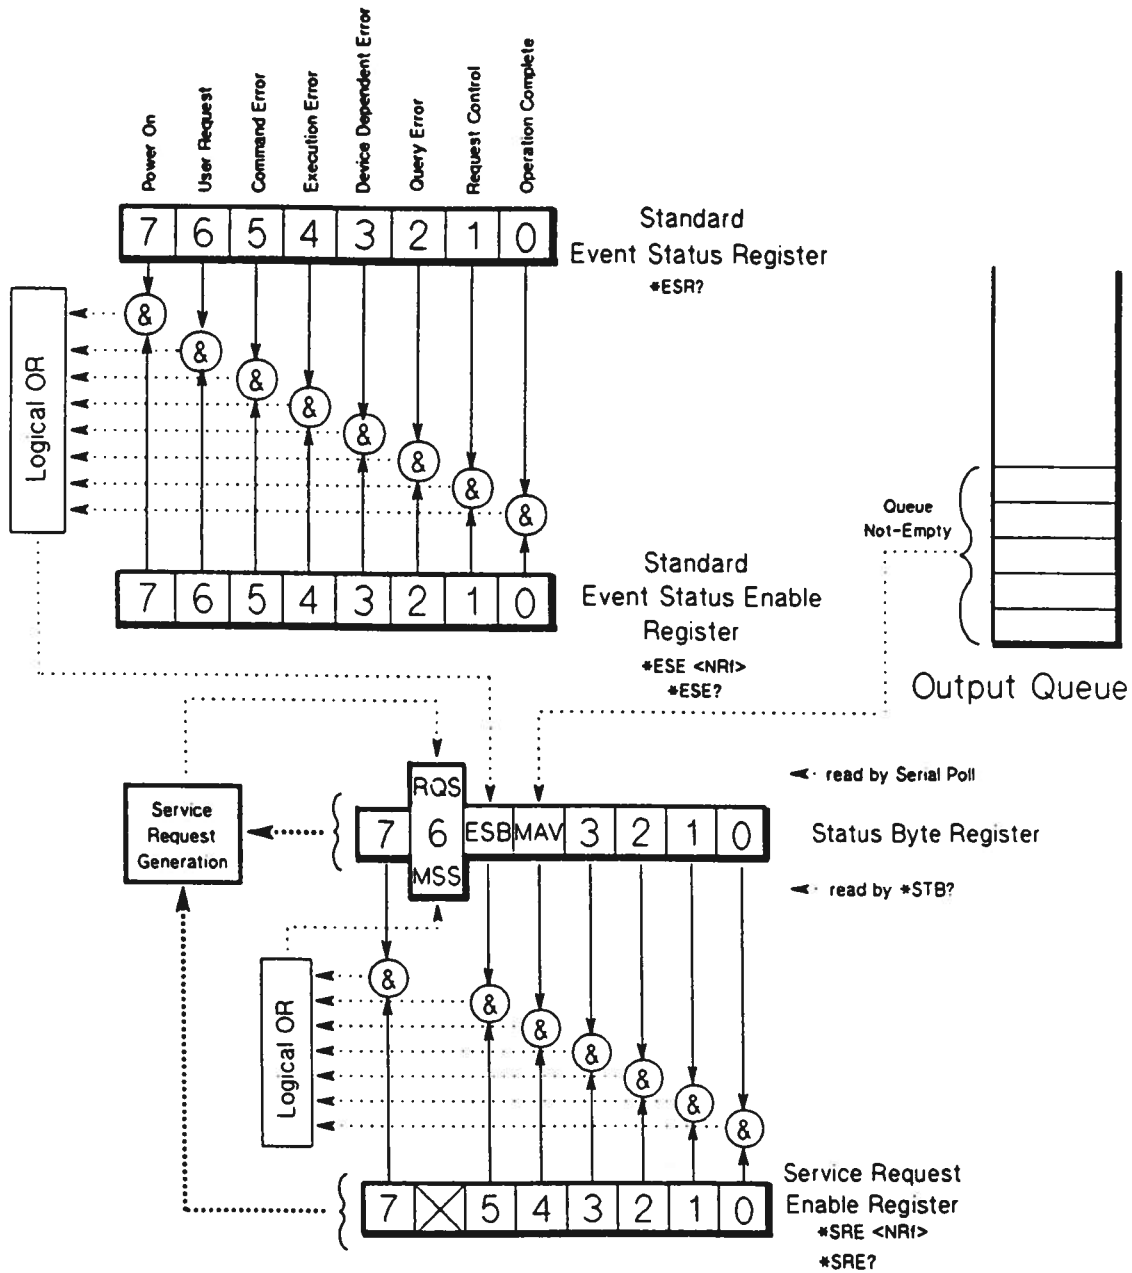 Power On
User Request
Command Error
Execution Error
Device Dependent Error
Query Error
Request Control
Operation Complete
7 6 5 4 3 2 1 0
Standard
Event Status Register
*ESR?
&
&
&
&
&
&
&
&
Logical OR
Queue
Not-Empty
Output Queue
7 6 5 4 3 2 1 0
Standard
Event Status Enable
Register
*ESE <NRf>
*ESE?
read by Serial Poll
Service
Request
Generation
RQS
7 6 ESB MAV 3 2 1 0
MSS
Status Byte Register
read by *STB?
&
&
&
&
&
&
&
Logical OR
7 5 4 3 2 1 0
Service Request
Enable Register
*SRE <NRf>
*SRE?